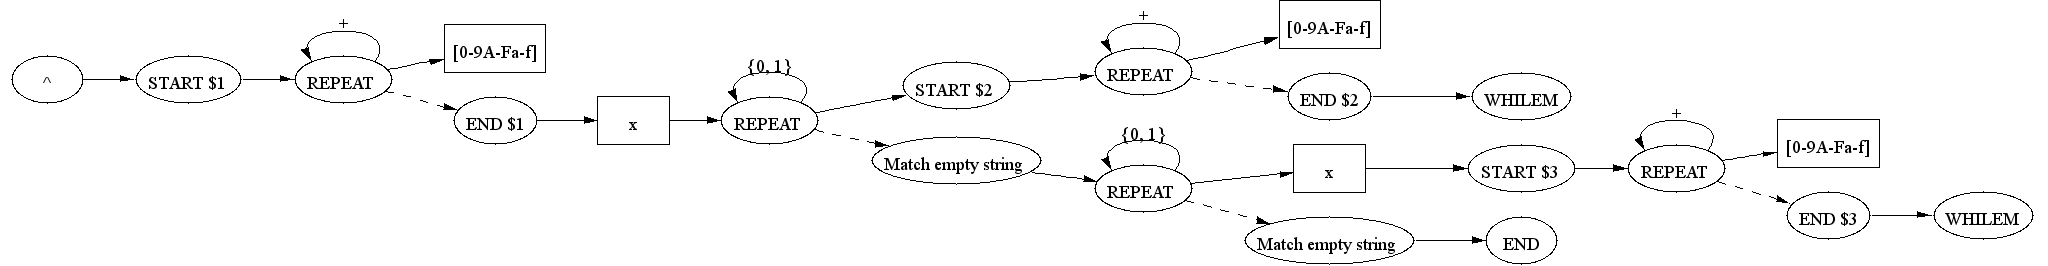 ^
START $1
+
REPEAT
[0-9A-Fa-f]
END $1
x
{0, 1}
REPEAT
START $2
+
REPEAT
[0-9A-Fa-f]
END $2
WHILEM
Match empty string
{0, 1}
REPEAT
x
START $3
+
REPEAT
[0-9A-Fa-f]
END $3
WHILEM
Match empty string
END